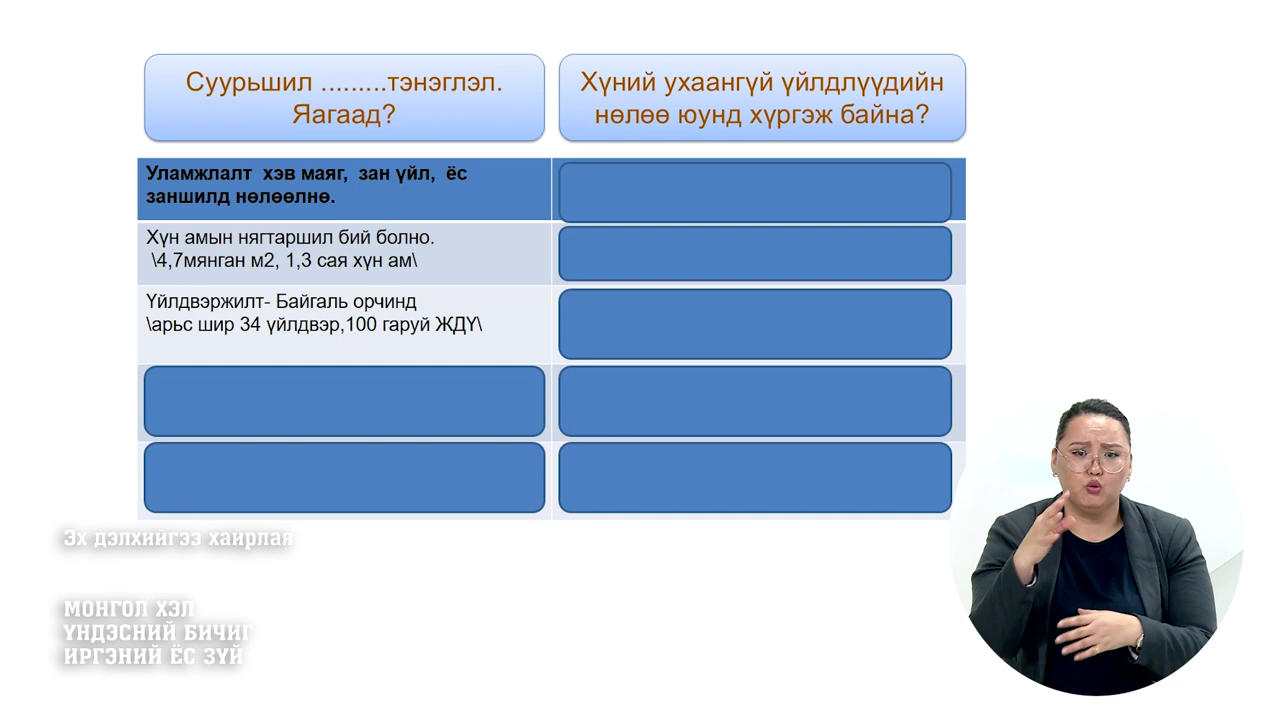 Суурьшил .........тэнэглэл.
Яагаад?
Хүний ухаангүй үйлдлүүдийн
нөлөө юунд хүргэж байна?
Уламжлалт хэв маяг, зан үйл, ёс
заншилд нөлөөлнө.
Хүн амын нягтаршил бий болно.
\4,7мянган м2, 1,3 сая хүн ам\
Үйлдвэржилт- Байгаль орчинд
\арьс шир 34 үйлдвэр,100 гаруй ЖДҮ\
Эх дэлхийгээ хайрлая
МОНГОЛ ХЭЛ
ҮНДЭСНИЙ БИЧИГ
ИРГЭНИЙ ЁС ЗҮЙ